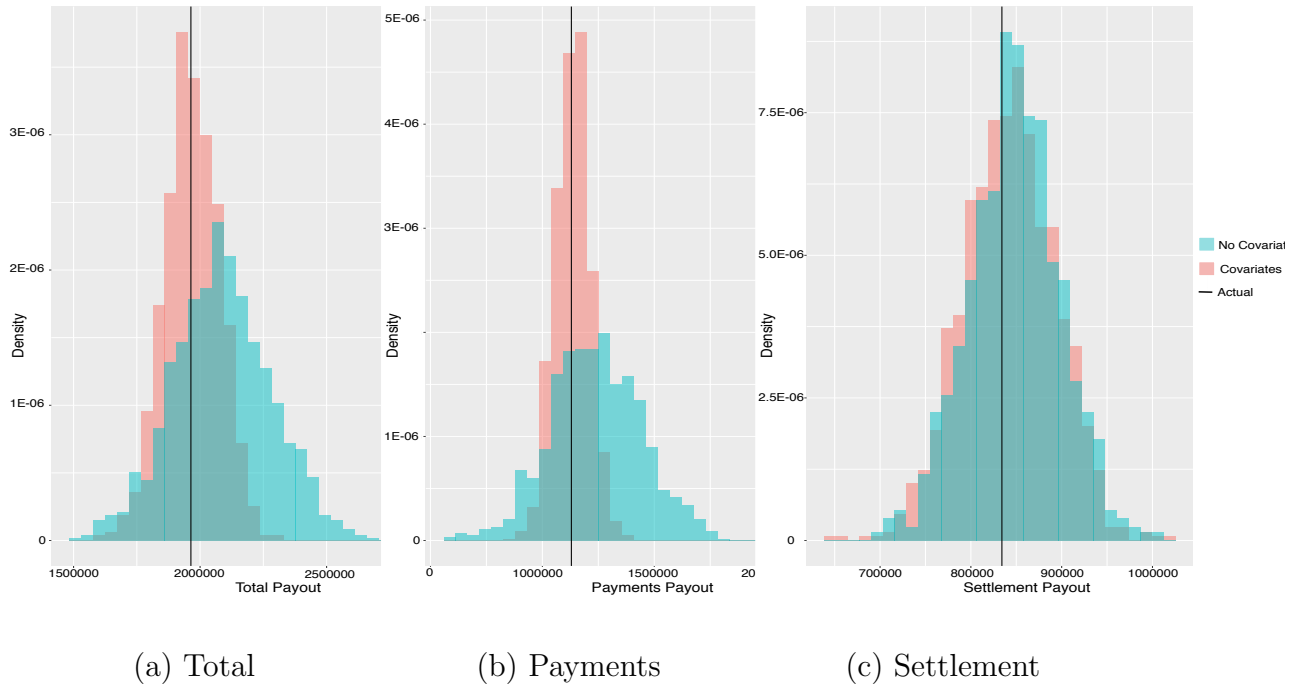 3E-06
2E-06
1E-06
0
Density
1500000
2000000
2500000
Total Payout
5E-06
4E-06
3E-06
1E-06
0
Density
0
1000000
1500000
20
Payments Payout
7.5E-06
5.0E-06
2.5E-06
0
Density
700000
800000
900000
1000000
Settlement Payout
No Covariat
Covariates
Actual
(a) Total
(b) Payments
(c) Settlement